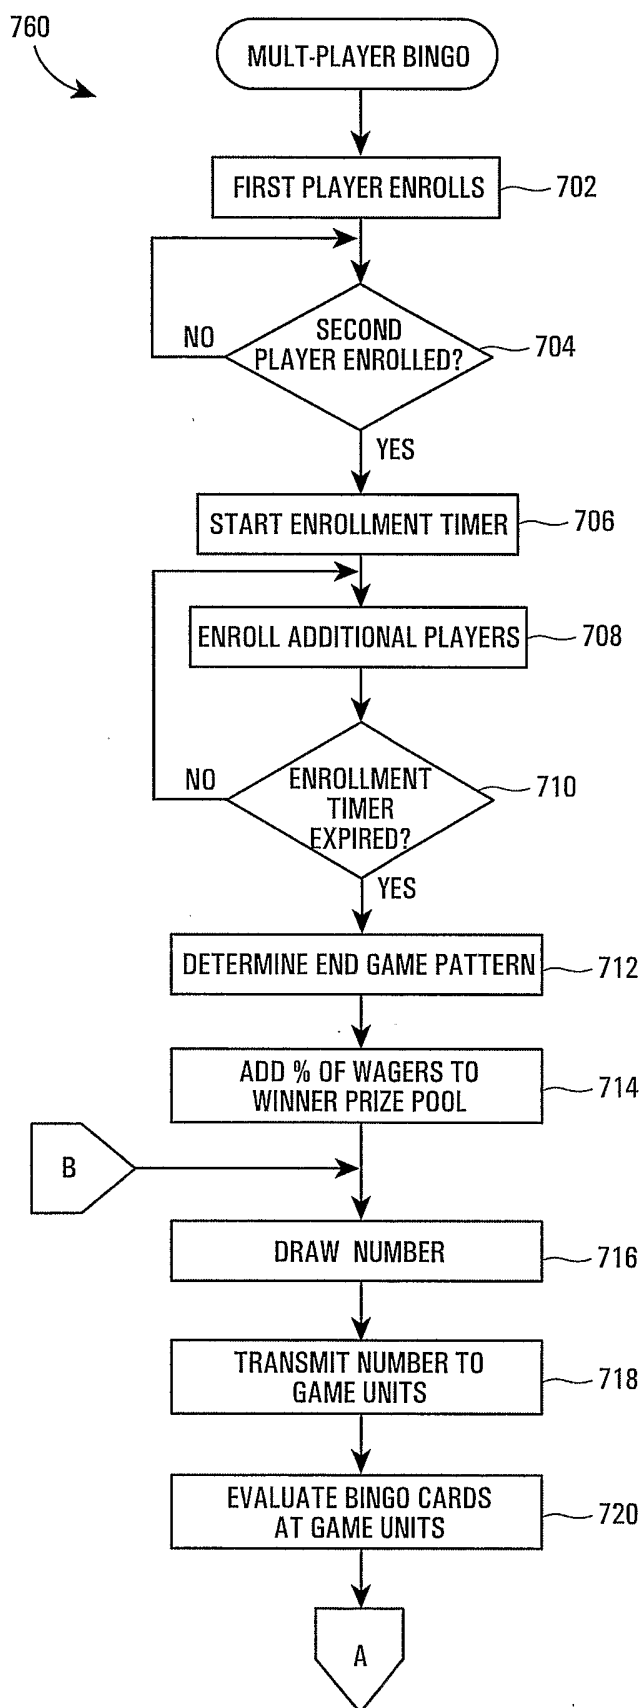 760
MULT-PLAYER BINGO
FIRST PLAYER ENROLLS
702
SECOND
PLAYER ENROLLED?
704
NO
YES
START ENROLLMENT TIMER
706
ENROLL ADDITIONAL PLAYERS
708
ENROLLMENT
TIMER
EXPIRED?
710
NO
YES
DETERMINE END GAME PATTERN
712
ADD % OF WAGERS TO
WINNER PRIZE POOL
714
B
DRAW NUMBER
716
TRANSMIT NUMBER TO
GAME UNITS
718
EVALUATE BINGO CARDS
AT GAME UNITS
720
A